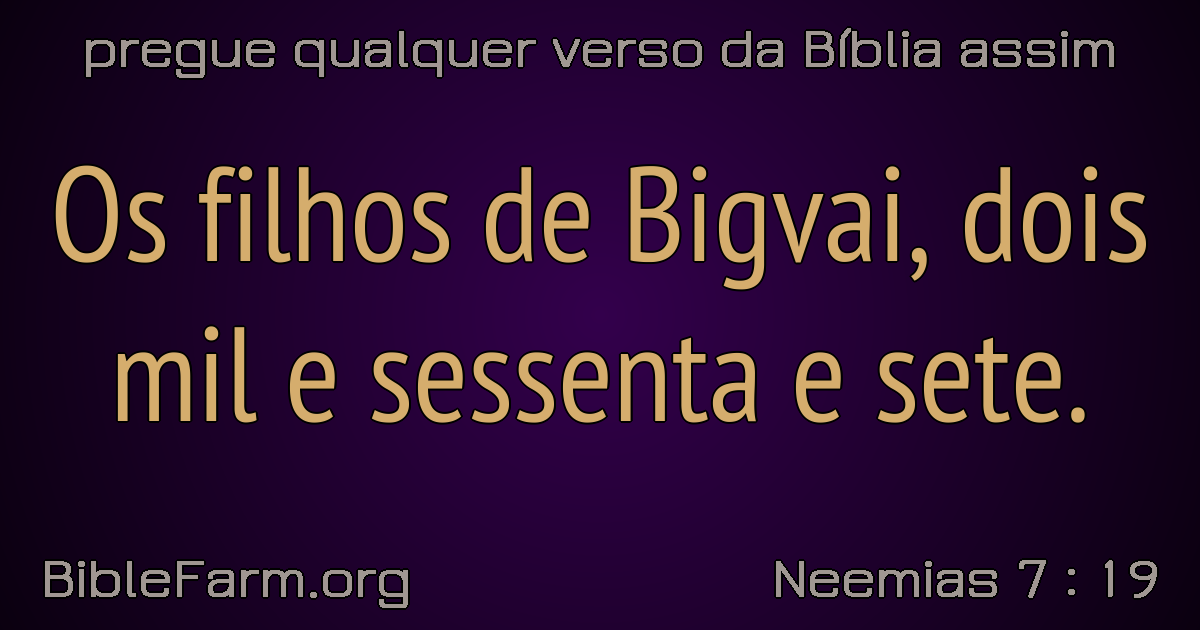 pregue qualquer verso da Bíblia assim
Os filhos de Bigvai, dois
mil e sessenta e sete.
BibleFarm.org
Neemias 7 : 19